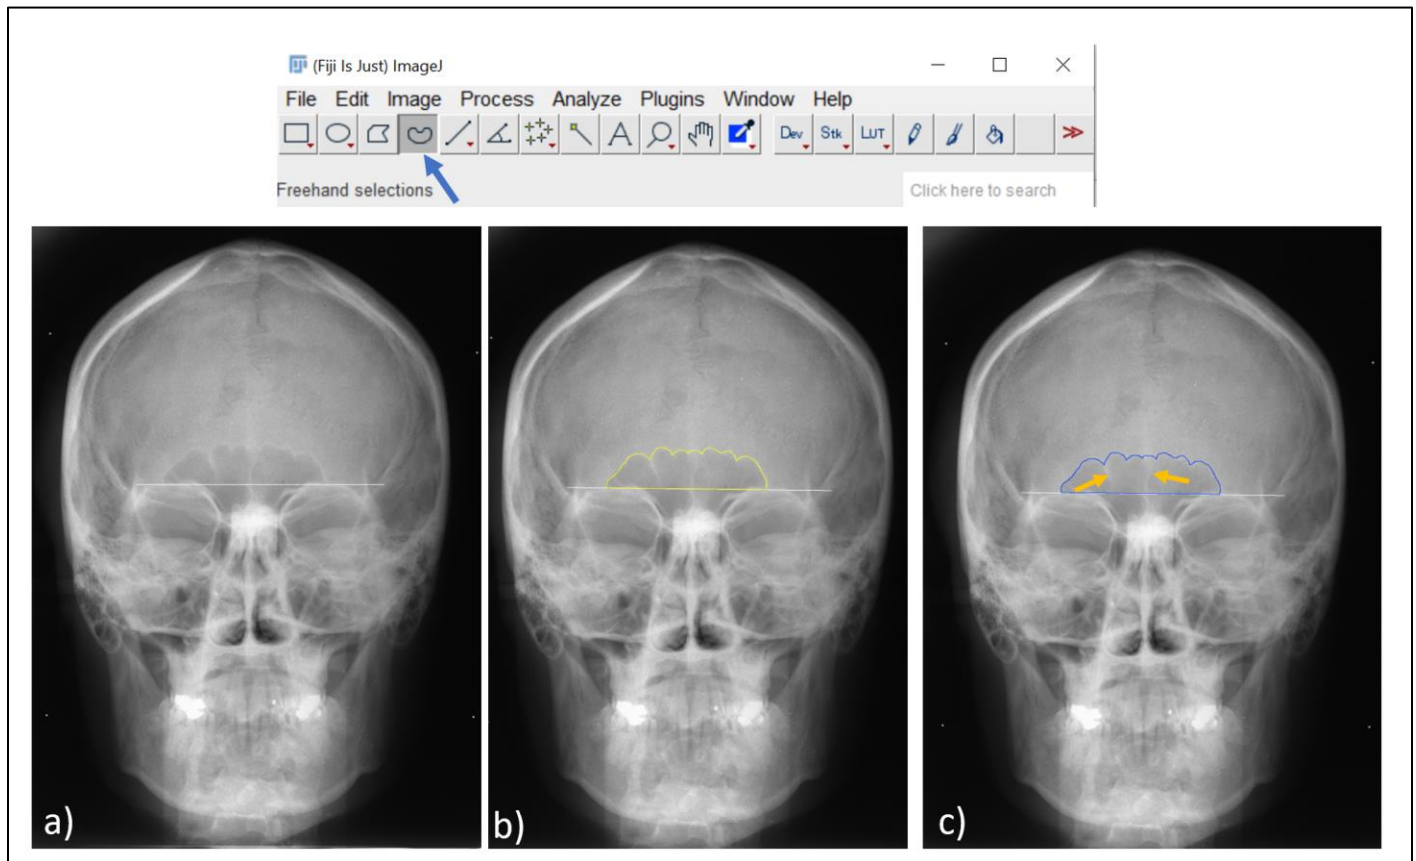 (Fiji Is Just) ImageJ
File Edit Image Process Analyze Plugins Window Help
A Dev Stk LUT
Freehand selections Click here to search
a) b) c)